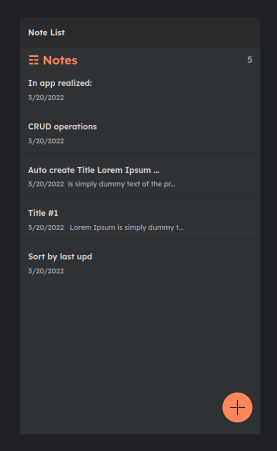 Note List
Notes 5
In app realized:
3/20/2022
CRUD operations
3/20/2022
Auto create Title Lorem Ipsum ...
3/20/2022 is simply dummy text of the pr...
Title #1
3/20/2022 Lorem Ipsum is simply dummy t...
Sort by last upd
3/20/2022